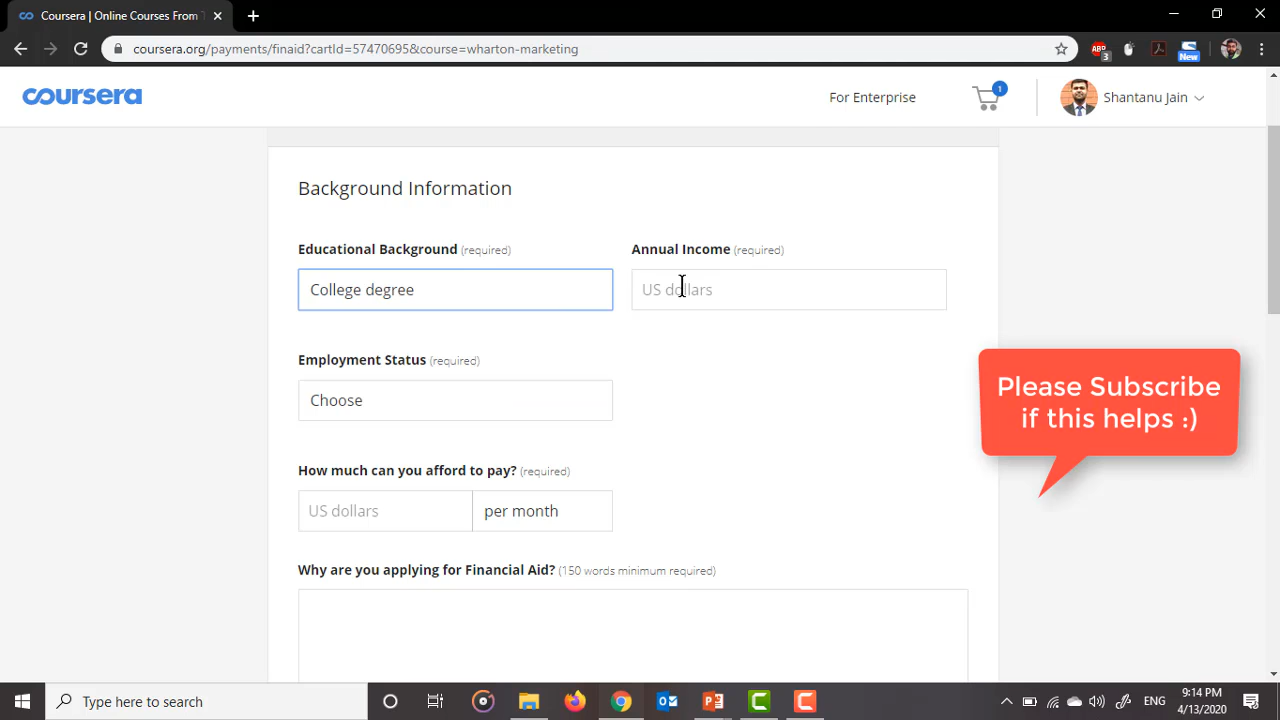 Coursera | Online Courses From
coursera.org/payments/finaid?cartId=57470695&course=wharton-marketing
ABP
3
New
coursera
For Enterprise
1
Shantanu Jain
Background Information
Educational Background (required)
Annual Income (required)
College degree
US dollars
Employment Status (required)
Choose
Please Subscribe
if this helps :)
How much can you afford to pay? (required)
US dollars
per month
Why are you applying for Financial Aid? (150 words minimum required)
Type here to search
ENG
9:14 PM
4/13/2020